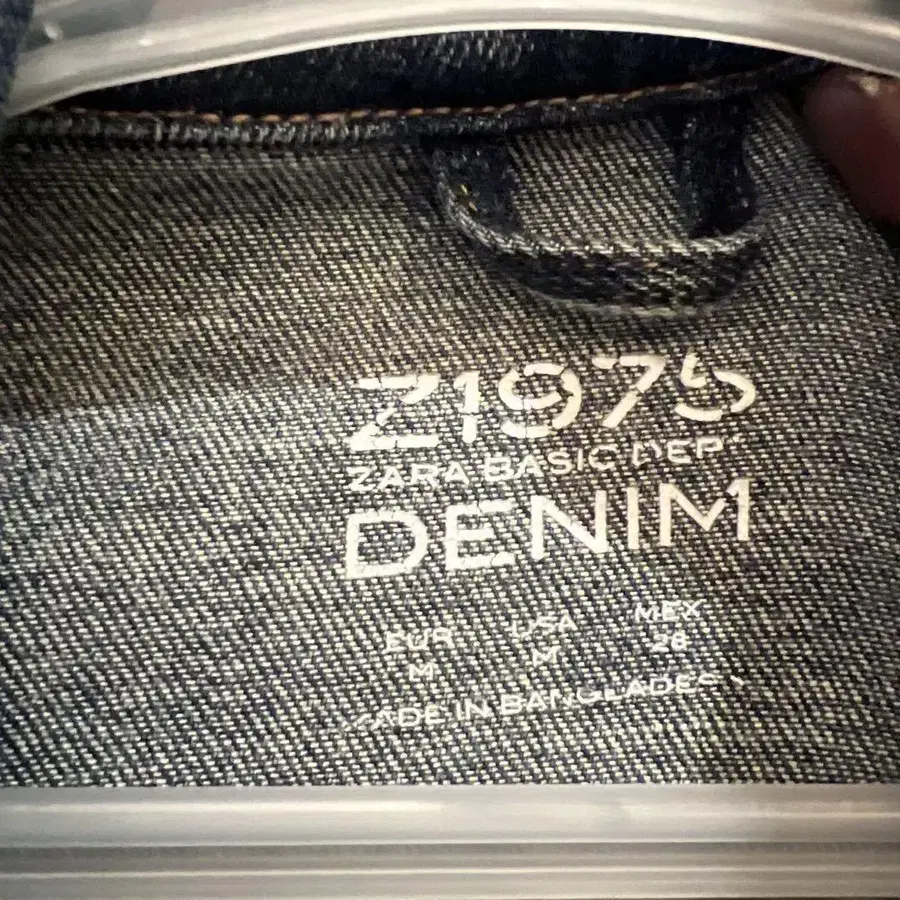 Z1975
ZARA BASIC DEPT
DENIM
EUR USA MEX
M M 28
MADE IN BANGLADESH